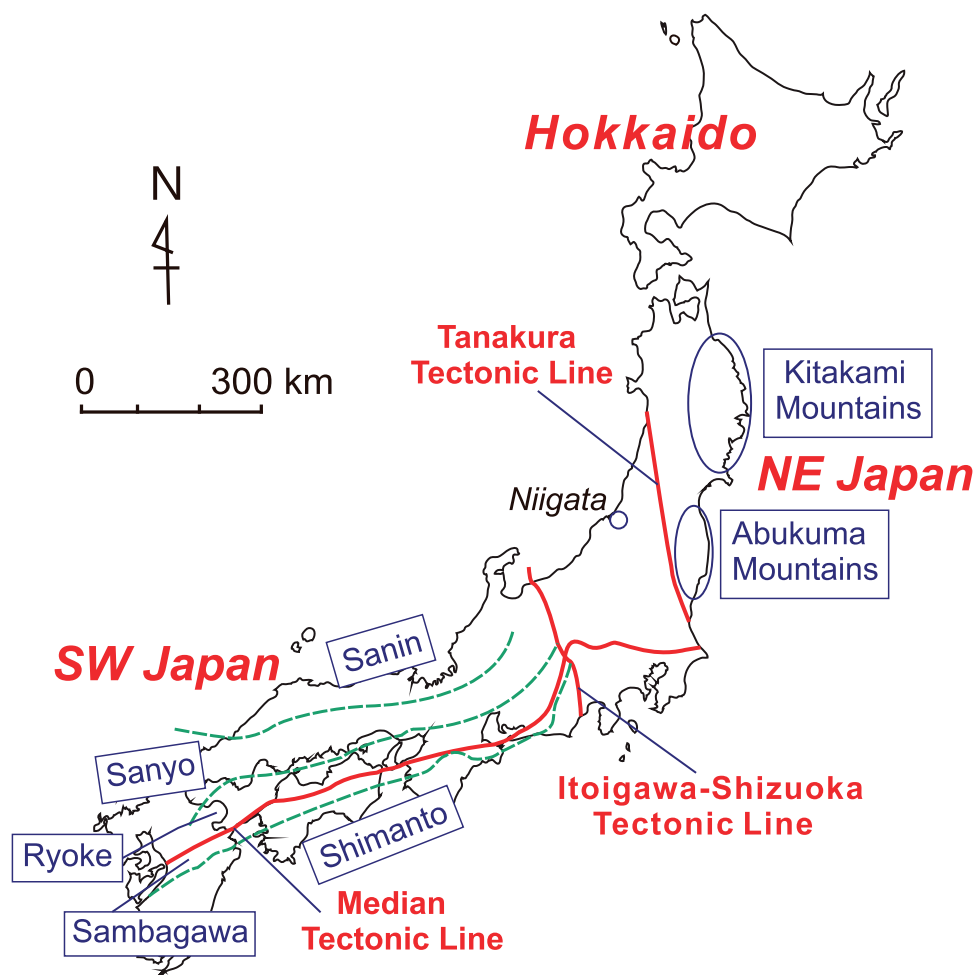 Hokkaido
N
0 300 km
Tanakura
Tectonic Line
Kitakami
Mountains
NE Japan
Niigata
Abukuma
Mountains
SW Japan
Sanin
Sanyo
Itoigawa-Shizuoka
Tectonic Line
Shimanto
Ryoke
Median
Tectonic Line
Sambagawa